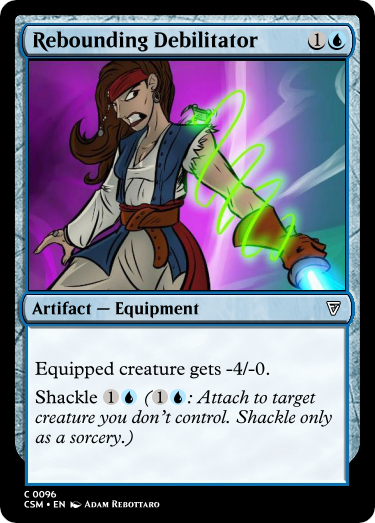 Rebounding Debilitator 1
Artifact — Equipment
Equipped creature gets -4/-0.
Shackle 1 (1: Attach to target
creature you don't control. Shackle only
as a sorcery.)
C 0096
CSM • EN Adam Rebottaro